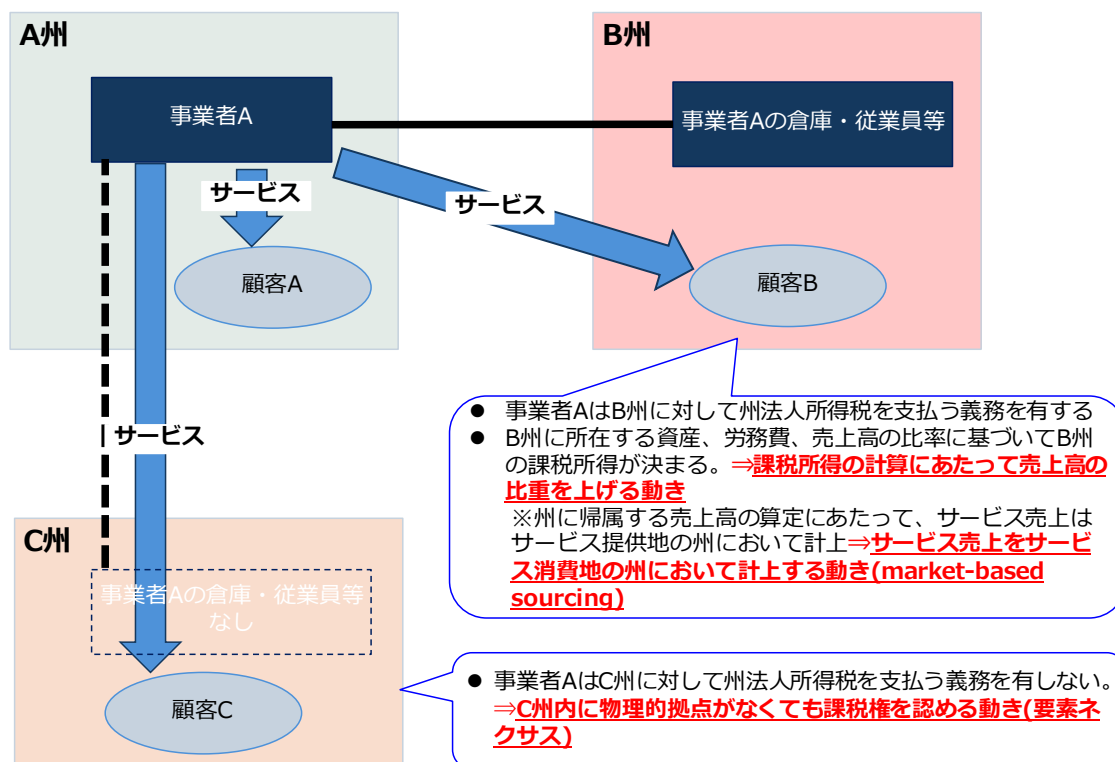 A州
B州
事業者A
事業者Aの倉庫・従業員等
サービス
サービス
顧客A
顧客B
サービス
● 事業者AはB州に対して州法人所得税を支払う義務を有する
● B州に所在する資産、労務費、売上高の比率に基づいてB州
の課税所得が決まる。⇒課税所得の計算にあたって売上高の
比重を上げる動き
※州に帰属する売上高の算定にあたって、サービス売上は
サービス提供地の州において計上⇒サービス売上をサービ
ス消費地の州において計上する動き(market-based
sourcing)
C州
事業者Aの倉庫・従業員等
なし
顧客C
● 事業者AはC州に対して州法人所得税を支払う義務を有しない。
⇒C州内に物理的拠点がなくても課税権を認める動き(要素ネ
クサス)